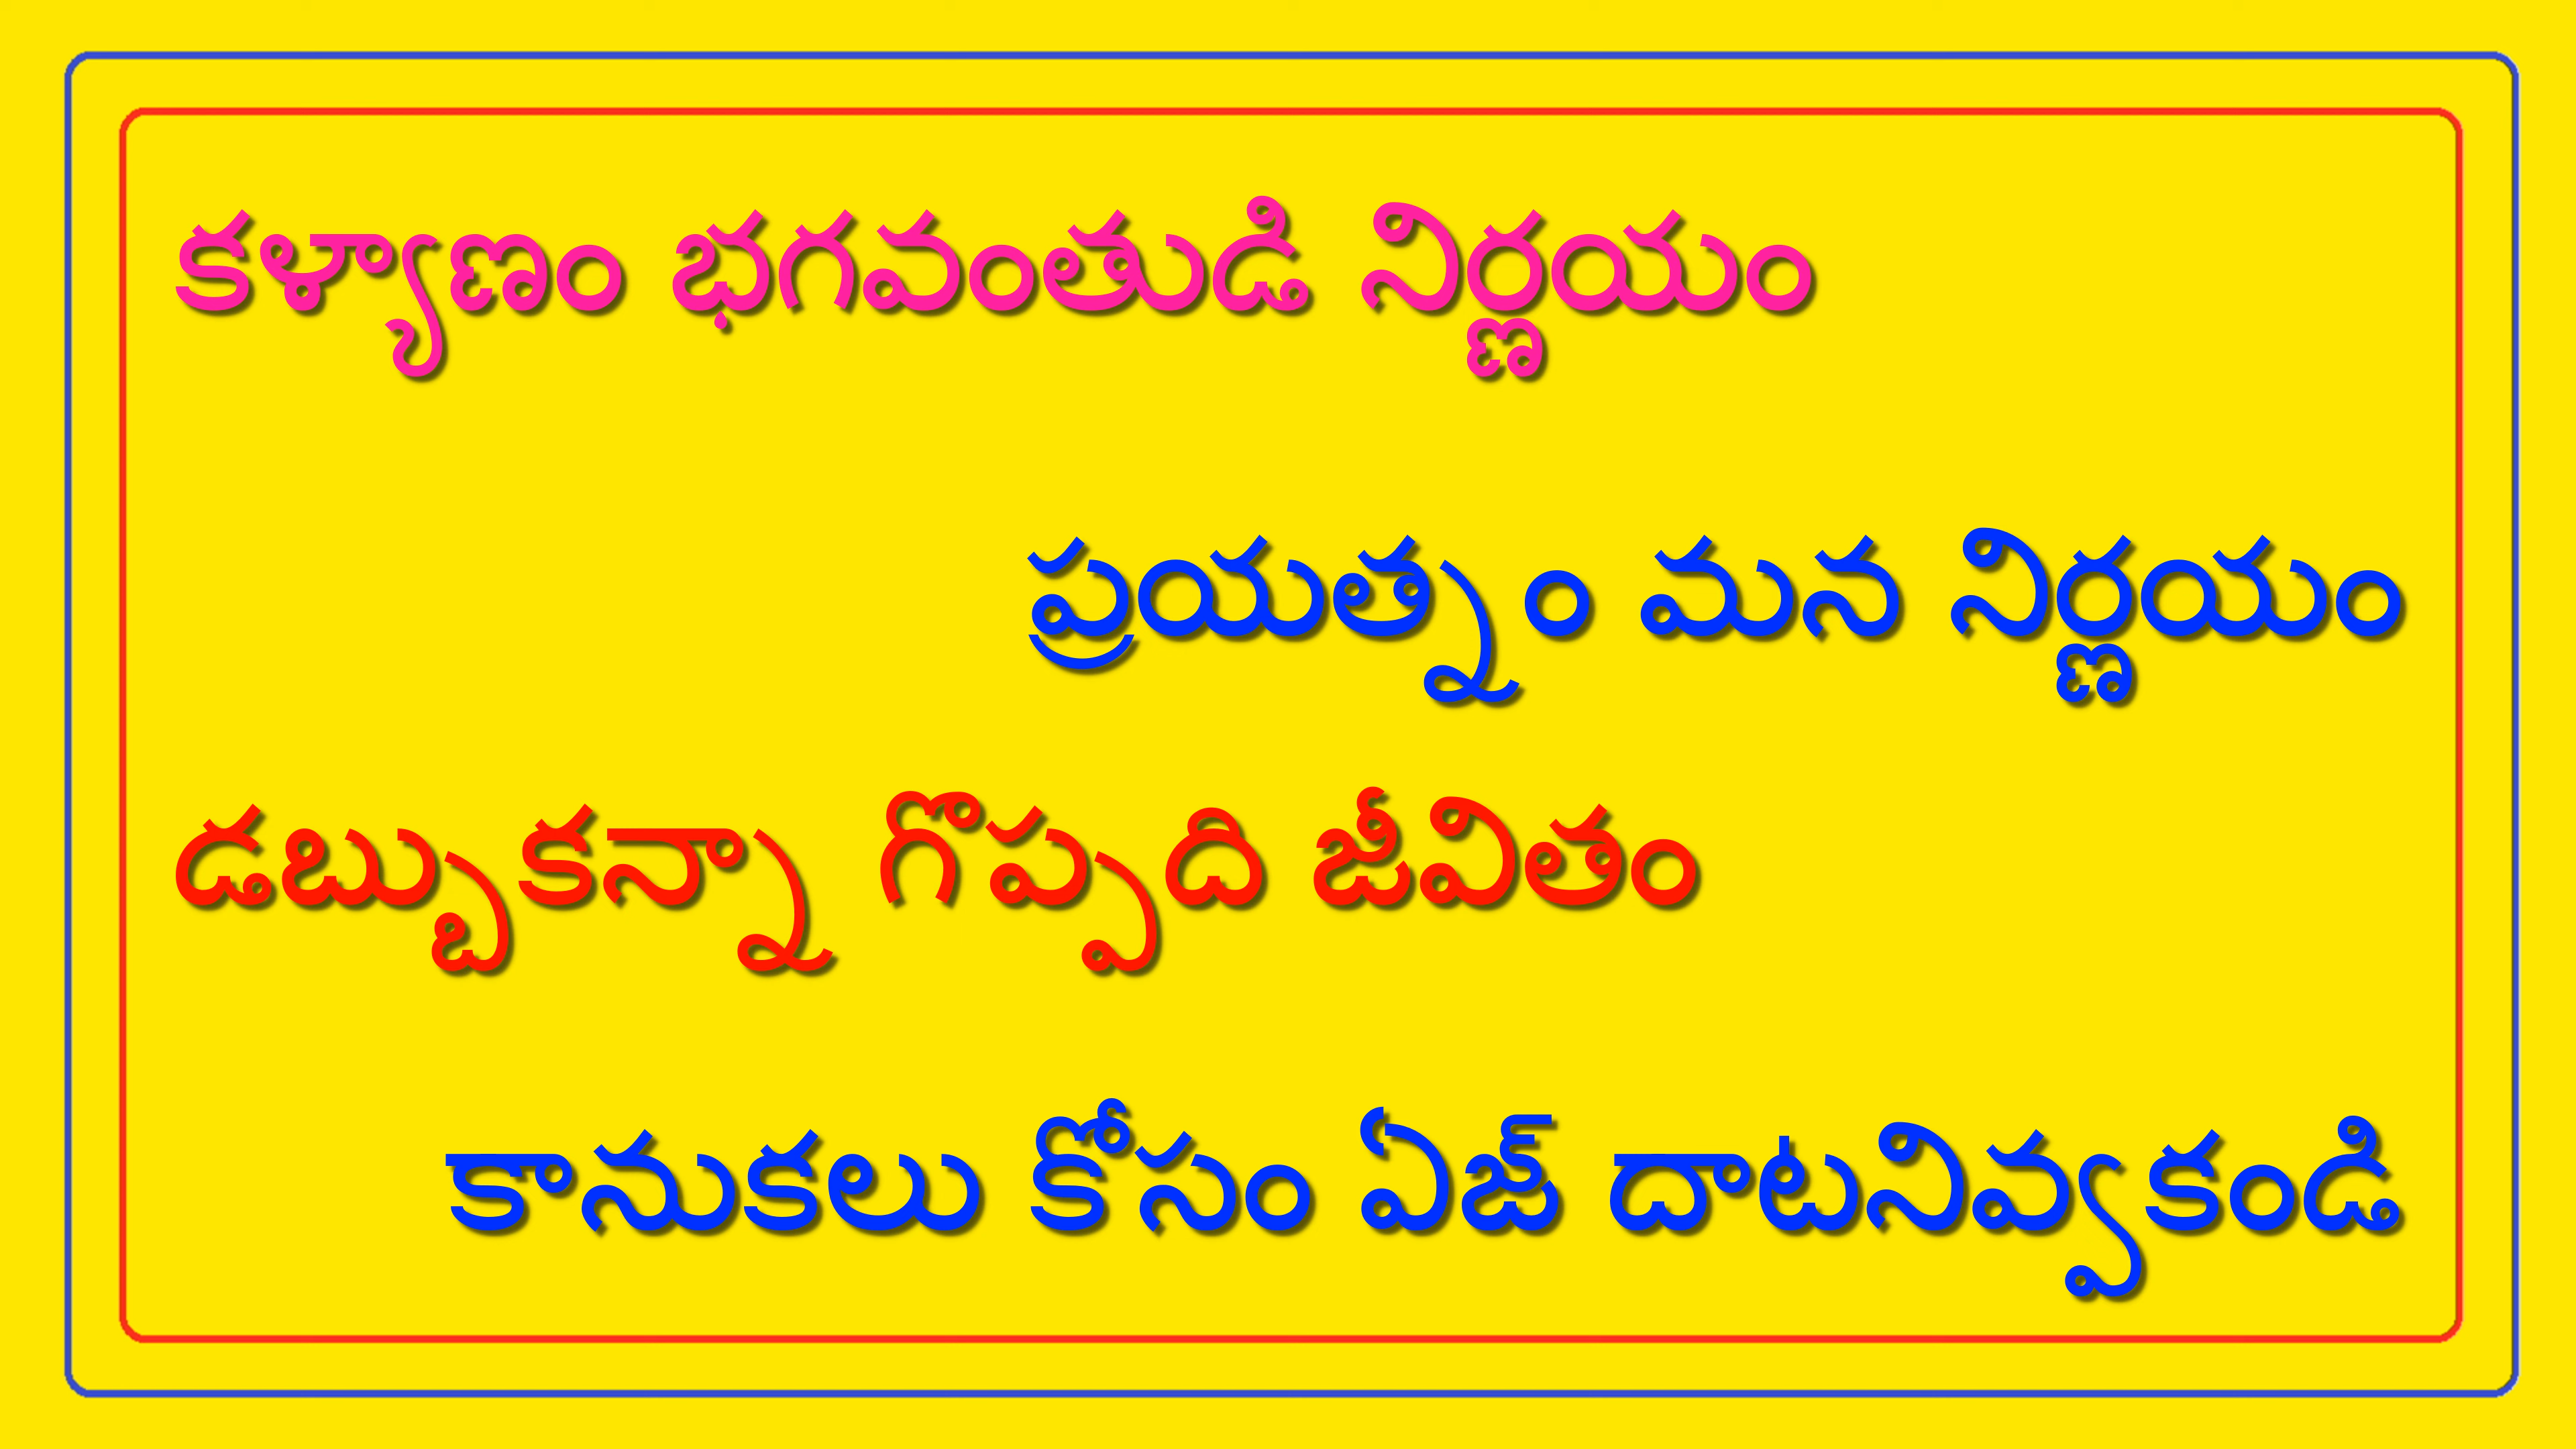 కళ్యాణం భగవంతుడి నిర్ణయం
ప్రయత్నం మన నిర్ణయం
డబ్బుకన్నా గొప్పది జీవితం
కానుకలు కోసం ఏజ్ దాటనివ్వకండి